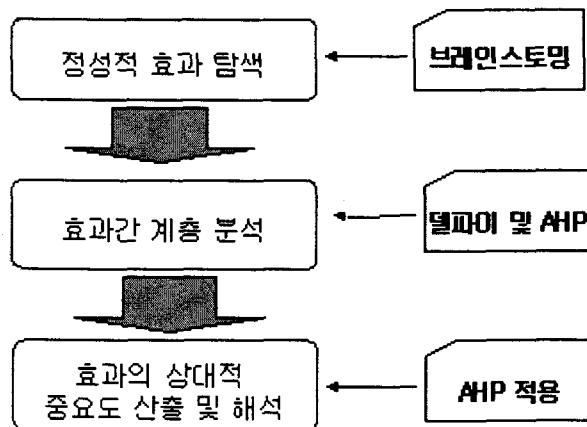 정성적 효과 탐색
브레인스토밍
효과간 계층 분석
델파이 및 AHP
효과의 상대적
중요도 산출 및 해석
AHP 적용